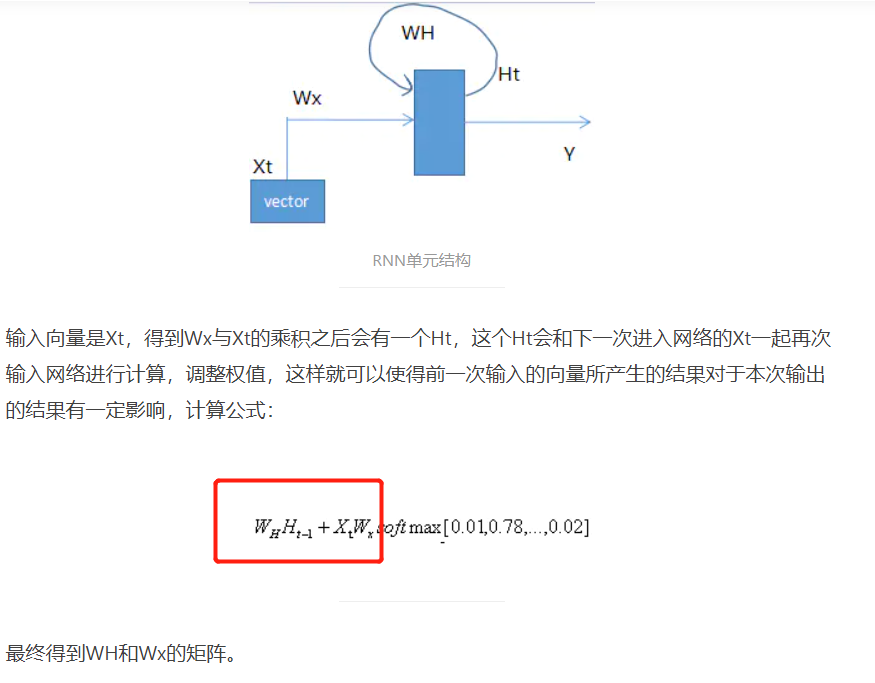 WH
Ht
Wx
Y
Xt
vector
RNN单元结构
输入向量是Xt，得到Wx与Xt的乘积之后会有一个Ht，这个Ht会和下一次进入网络的Xt一起再次
输入网络进行计算，调整权值，这样就可以使得前一次输入的向量所产生的结果对于本次输出
的结果有一定影响，计算公式：
W_H H_{t-1} + X_t W_x soft max[0.01,0.78,...,0.02]
最终得到WH和Wx的矩阵。